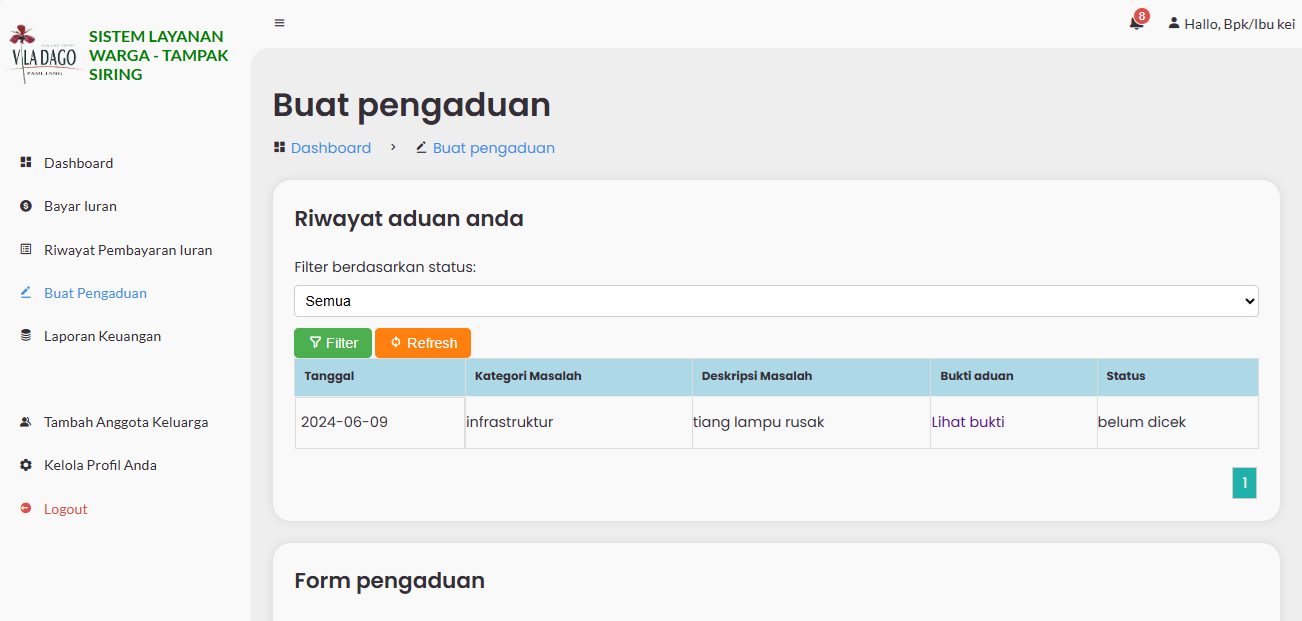 VILA DAGO
PAMULANG
SISTEM LAYANAN
WARGA - TAMPAK
SIRING
8
Hallo, Bpk/Ibu kei
Dashboard
Bayar Iuran
Riwayat Pembayaran Iuran
Buat Pengaduan
Laporan Keuangan
Tambah Anggota Keluarga
Kelola Profil Anda
Logout
Buat pengaduan
Dashboard > Buat pengaduan
Riwayat aduan anda
Filter berdasarkan status:
Semua
Filter Refresh
Tanggal Kategori Masalah Deskripsi Masalah Bukti aduan Status
2024-06-09 infrastruktur tiang lampu rusak Lihat bukti belum dicek
1
Form pengaduan